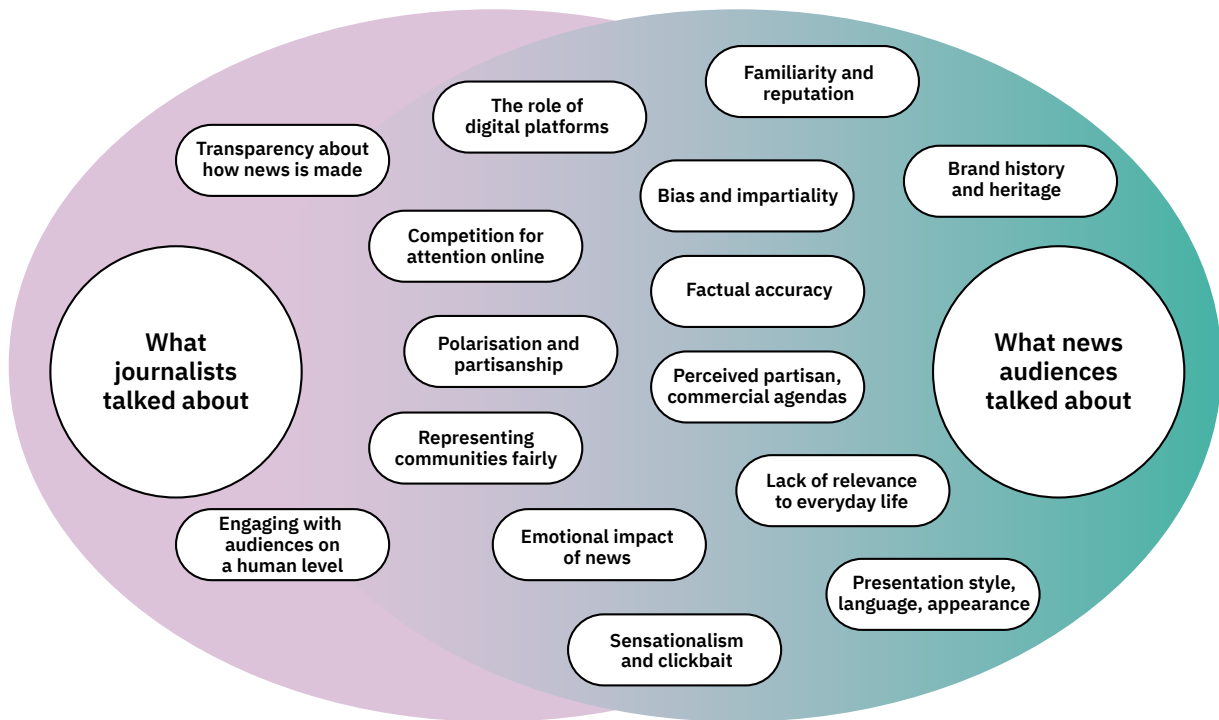 Familiarity and
reputation
The role of
digital platforms
Transparency about
how news is made
Bias and impartiality
Brand history
and heritage
Competition for
attention online
Factual accuracy
What
journalists
talked about
Polarisation and
partisanship
Perceived partisan,
commercial agendas
What news
audiences
talked about
Representing
communities fairly
Lack of relevance
to everyday life
Engaging with
audiences on
a human level
Emotional impact
of news
Presentation style,
language, appearance
Sensationalism
and clickbait